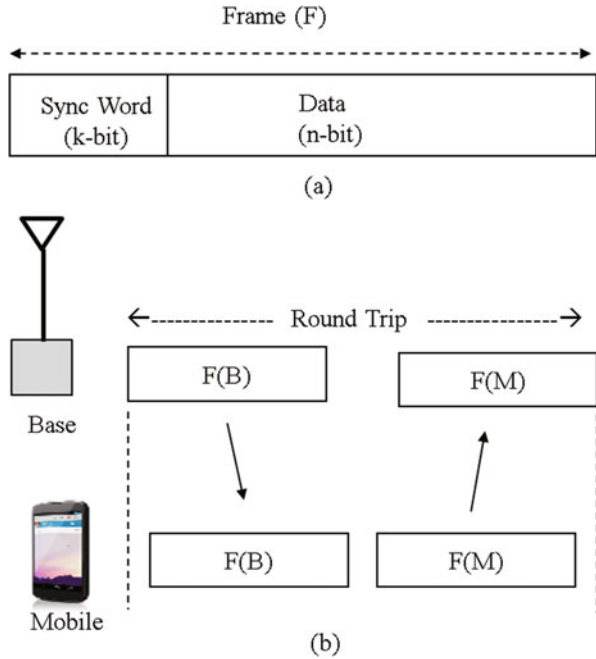 Frame (F)
Sync Word
(k-bit)
Data
(n-bit)
(a)
Round Trip
F(B)
F(M)
Base
F(B)
F(M)
Mobile
(b)